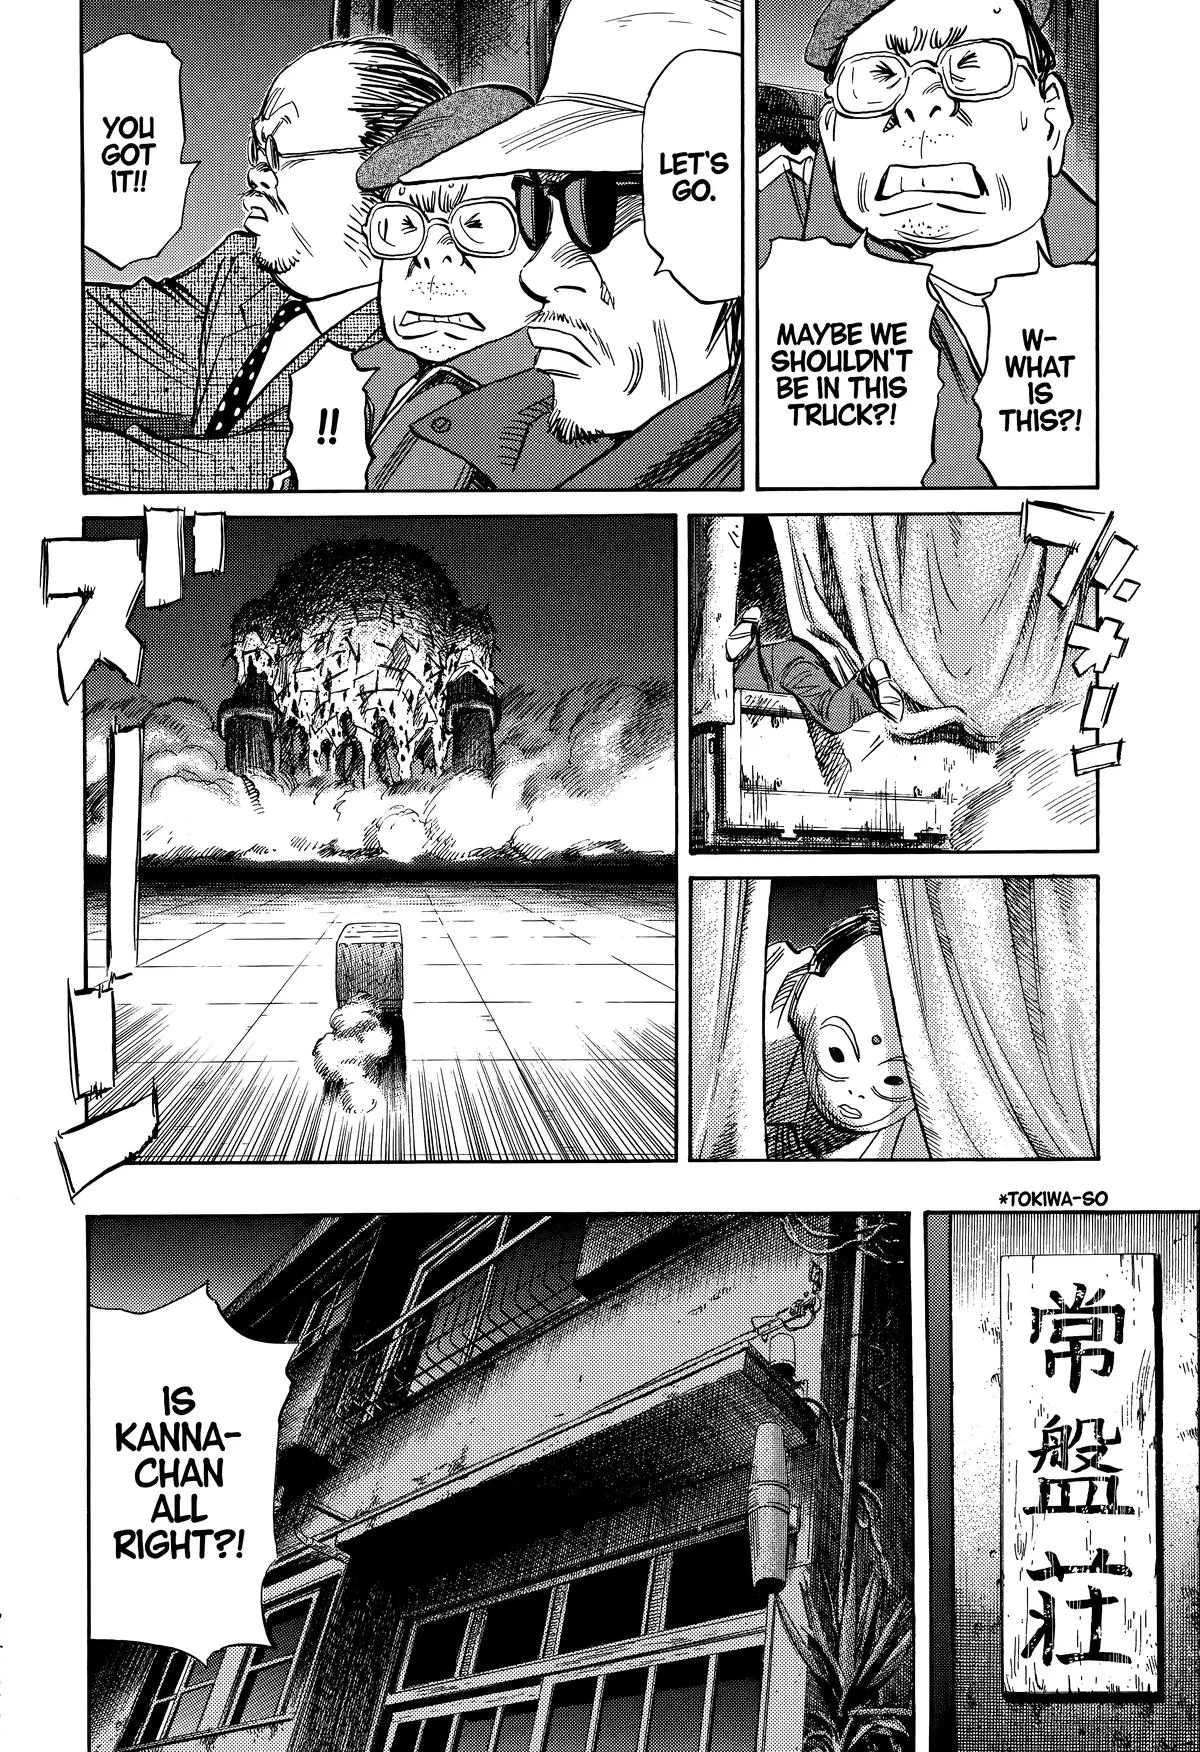 W-
WHAT
IS
THIS?!
MAYBE WE
SHOULDN'T
BE IN THIS
TRUCK?!
LET'S
GO.
!!
YOU
GOT
IT!!
*TOKIWA-SO
常盤荘
IS
KANNA-
CHAN
ALL
RIGHT?!